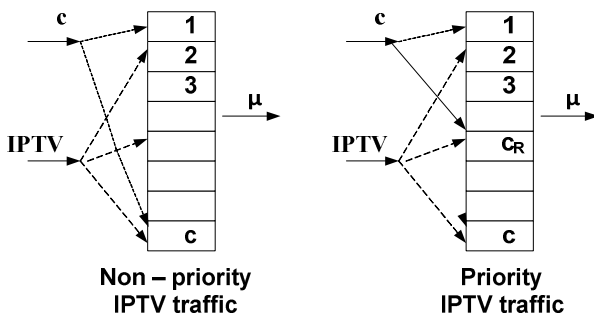 c
IPTV
1
2
3
c
μ
Non – priority
IPTV traffic
c
IPTV
1
2
3
cR
c
μ
Priority
IPTV traffic